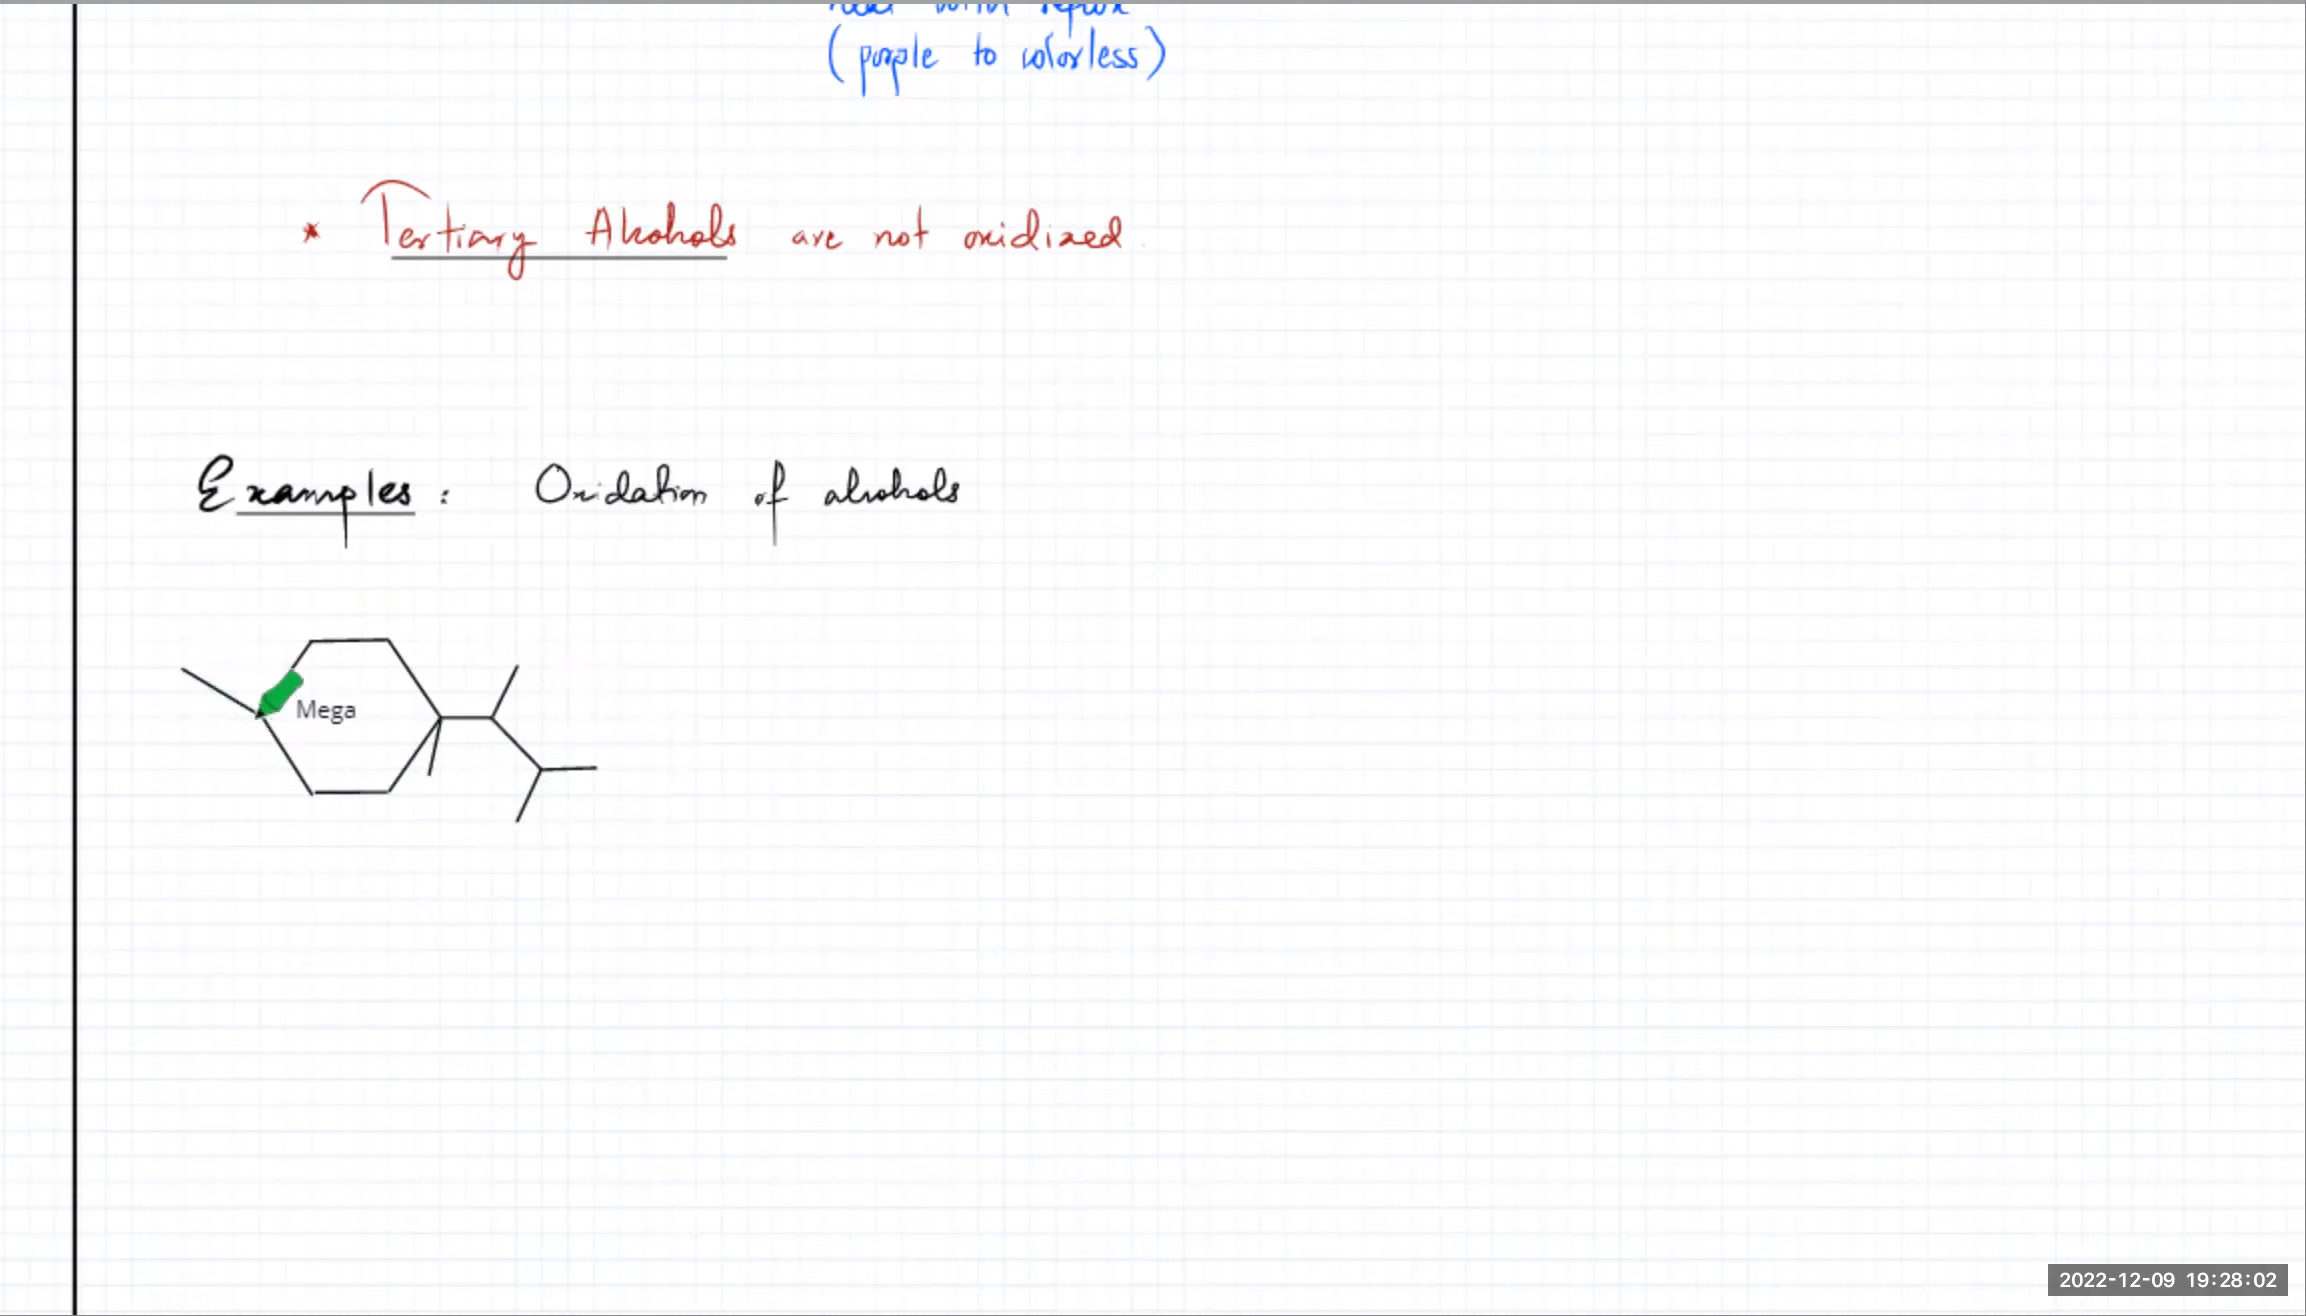 (purple to colorless)
* Tertiary Alcohols are not oxidized.
Examples: Oxidation of alcohols
Mega
2022-12-09 19:28:02